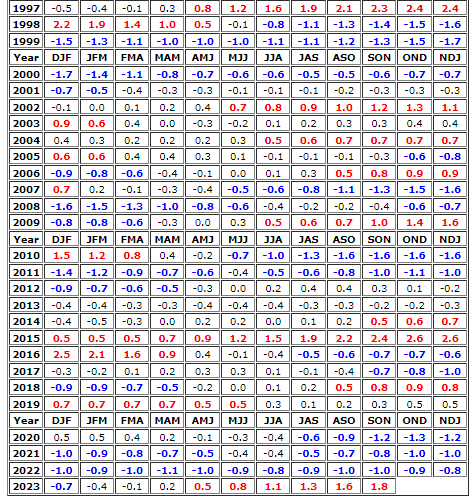 1997 -0.5 -0.4 -0.1 0.3 0.8 1.2 1.6 1.9 2.1 2.3 2.4 2.4
1998 2.2 1.9 1.4 1.0 0.5 -0.1 -0.8 -1.1 -1.3 -1.4 -1.5 -1.6
1999 -1.5 -1.3 -1.1 -1.0 -1.0 -1.0 -1.1 -1.1 -1.2 -1.3 -1.5 -1.7
Year DJF JFM FMA MAM AMJ MJJ JJA JAS ASO SON OND NDJ
2000 -1.7 -1.4 -1.1 -0.8 -0.7 -0.6 -0.6 -0.5 -0.5 -0.6 -0.7 -0.7
2001 -0.7 -0.5 -0.4 -0.3 -0.3 -0.1 -0.1 -0.1 -0.2 -0.3 -0.3 -0.3
2002 -0.1 0.0 0.1 0.2 0.4 0.7 0.8 0.9 1.0 1.2 1.3 1.1
2003 0.9 0.6 0.4 0.0 -0.3 -0.2 0.1 0.2 0.3 0.3 0.4 0.4
2004 0.4 0.3 0.2 0.2 0.2 0.3 0.5 0.6 0.7 0.7 0.7 0.7
2005 0.6 0.6 0.4 0.4 0.3 0.1 -0.1 -0.1 -0.1 -0.3 -0.6 -0.8
2006 -0.9 -0.8 -0.6 -0.4 -0.1 0.0 0.1 0.3 0.5 0.8 0.9 0.9
2007 0.7 0.2 -0.1 -0.3 -0.4 -0.5 -0.6 -0.8 -1.1 -1.3 -1.5 -1.6
2008 -1.6 -1.5 -1.3 -1.0 -0.8 -0.6 -0.4 -0.2 -0.2 -0.4 -0.6 -0.7
2009 -0.8 -0.8 -0.6 -0.3 0.0 0.3 0.5 0.6 0.7 1.0 1.4 1.6
Year DJF JFM FMA MAM AMJ MJJ JJA JAS ASO SON OND NDJ
2010 1.5 1.2 0.8 0.4 -0.2 -0.7 -1.0 -1.3 -1.6 -1.6 -1.6 -1.6
2011 -1.4 -1.2 -0.9 -0.7 -0.6 -0.4 -0.5 -0.6 -0.8 -1.0 -1.1 -1.0
2012 -0.9 -0.7 -0.6 -0.5 -0.3 0.0 0.2 0.4 0.4 0.3 0.1 -0.2
2013 -0.4 -0.4 -0.3 -0.3 -0.4 -0.4 -0.4 -0.3 -0.3 -0.2 -0.2 -0.3
2014 -0.4 -0.5 -0.3 0.0 0.2 0.2 0.0 0.1 0.2 0.5 0.6 0.7
2015 0.5 0.5 0.5 0.7 0.9 1.2 1.5 1.9 2.2 2.4 2.6 2.6
2016 2.5 2.1 1.6 0.9 0.4 -0.1 -0.4 -0.5 -0.6 -0.7 -0.7 -0.6
2017 -0.3 -0.2 0.1 0.2 0.3 0.3 0.1 -0.1 -0.4 -0.7 -0.8 -1.0
2018 -0.9 -0.9 -0.7 -0.5 -0.2 0.0 0.1 0.2 0.5 0.8 0.9 0.8
2019 0.7 0.7 0.7 0.7 0.5 0.5 0.3 0.1 0.2 0.3 0.5 0.5
Year DJF JFM FMA MAM AMJ MJJ JJA JAS ASO SON OND NDJ
2020 0.5 0.5 0.4 0.2 -0.1 -0.3 -0.4 -0.6 -0.9 -1.2 -1.3 -1.2
2021 -1.0 -0.9 -0.8 -0.7 -0.5 -0.4 -0.4 -0.5 -0.7 -0.8 -1.0 -1.0
2022 -1.0 -0.9 -1.0 -1.1 -1.0 -0.9 -0.8 -0.9 -1.0 -1.0 -0.9 -0.8
2023 -0.7 -0.4 -0.1 0.2 0.5 0.8 1.1 1.3 1.6 1.8